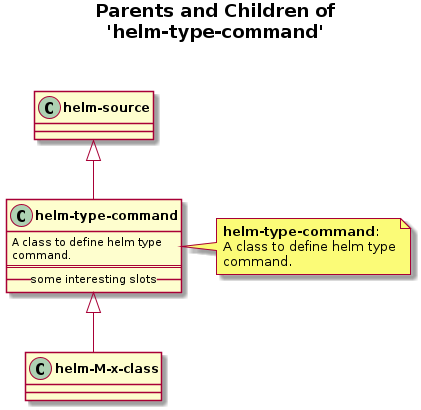 Parents and Children of
'helm-type-command'
C helm-source
C helm-type-command
A class to define helm type
command.
some interesting slots
helm-type-command:
A class to define helm type
command.
C helm-M-x-class